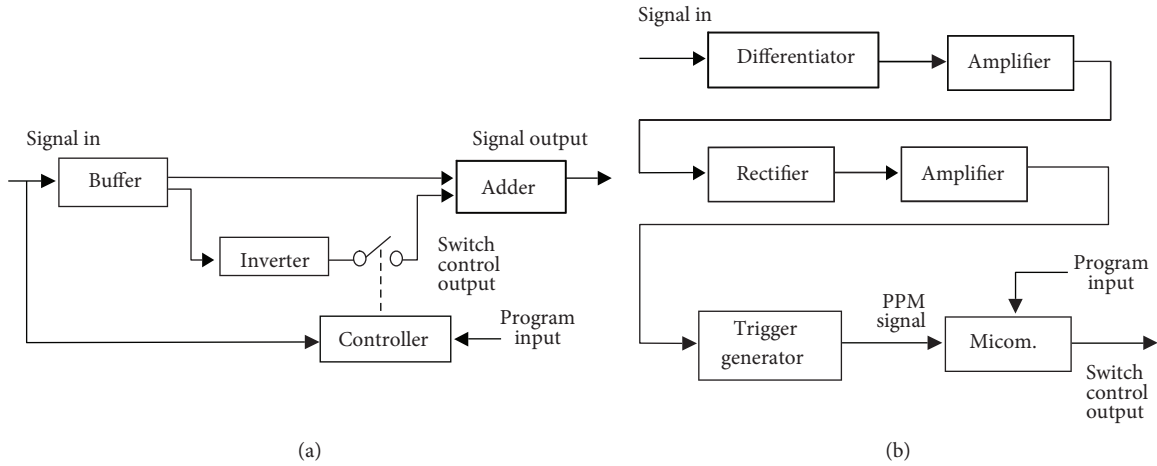 Signal in
Buffer
Inverter
Signal output
Adder
Switch
control
output
Controller
Program
input
(a)
Signal in
Differentiator
Amplifier
Rectifier
Amplifier
Trigger
generator
PPM
signal
Program
input
Micom.
Switch
control
output
(b)